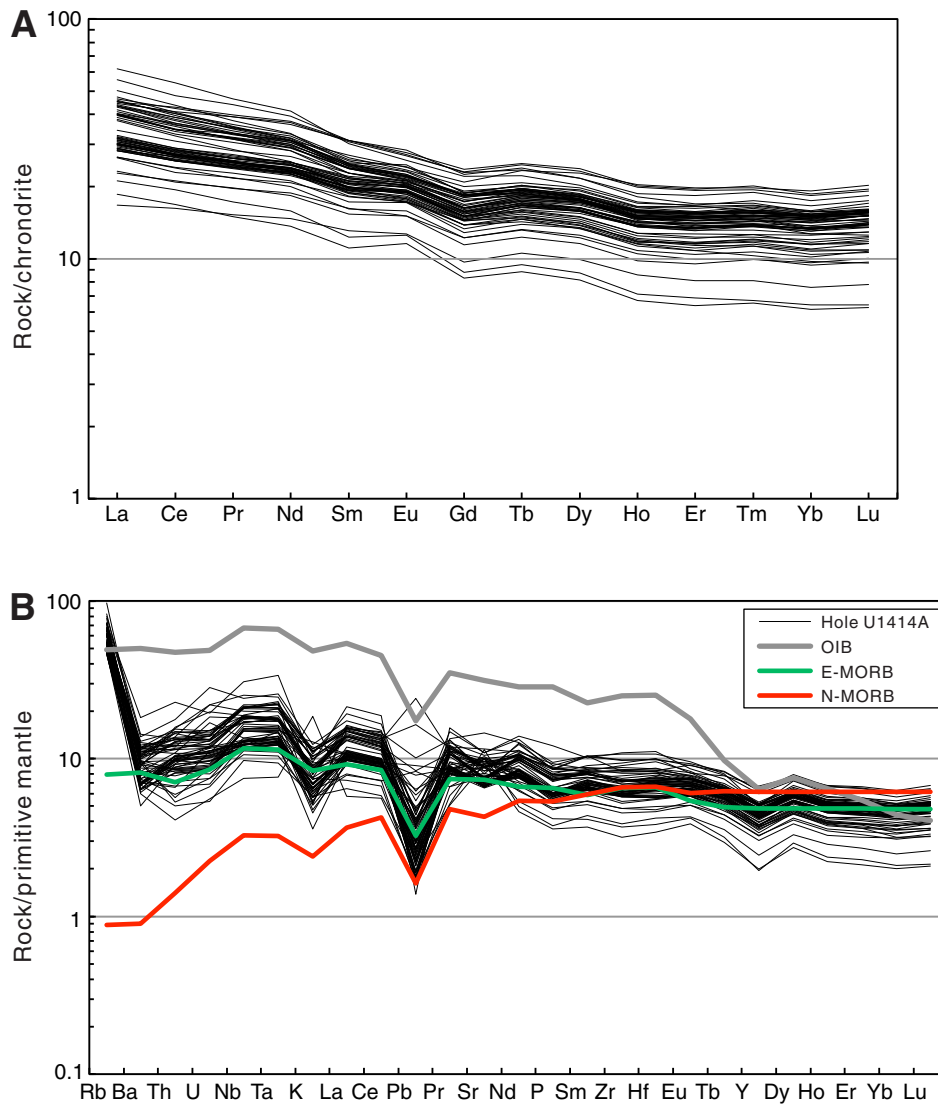 A
100
10
1
Rock/chrondrite
La Ce Pr Nd Sm Eu Gd Tb Dy Ho Er Tm Yb Lu
B
100
10
1
0.1
Rock/primitive mantle
Hole U1414A
OIB
E-MORB
N-MORB
Rb Ba Th U Nb Ta K La Ce Pb Pr Sr Nd P Sm Zr Hf Eu Tb Y Dy Ho Er Yb Lu